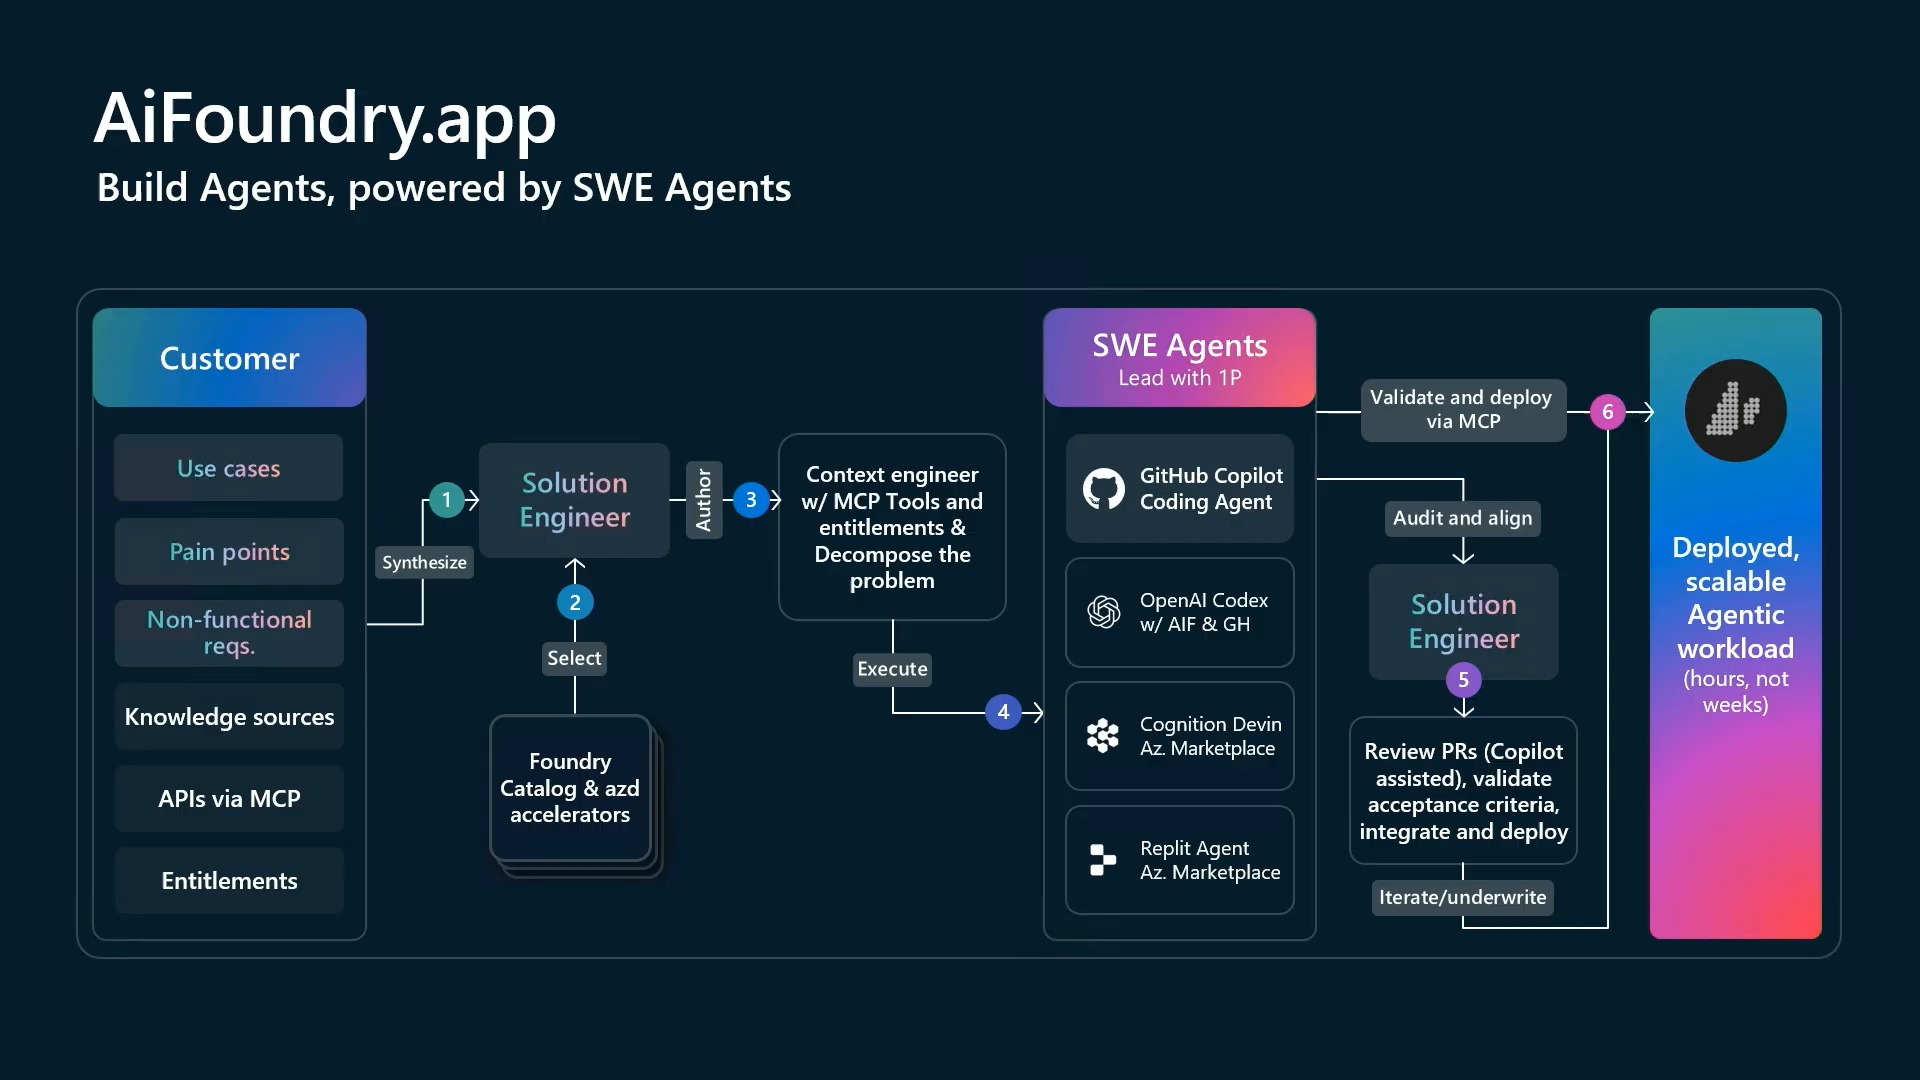 AiFoundry.app
Build Agents, powered by SWE Agents
Customer
Use cases
Pain points
Non-functional
reqs.
Knowledge sources
APIs via MCP
Entitlements
Synthesize
1
Solution
Engineer
2
Select
Foundry
Catalog & azd
accelerators
Author
3
Context engineer
w/ MCP Tools and
entitlements &
Decompose the
problem
Execute
4
SWE Agents
Lead with 1P
GitHub Copilot
Coding Agent
OpenAI Codex
w/ AIF & GH
Cognition Devin
Az. Marketplace
Replit Agent
Az. Marketplace
Validate and deploy
via MCP
6
Audit and align
Solution
Engineer
5
Review PRs (Copilot
assisted), validate
acceptance criteria,
integrate and deploy
Iterate/underwrite
Deployed,
scalable
Agentic
workload
(hours, not
weeks)